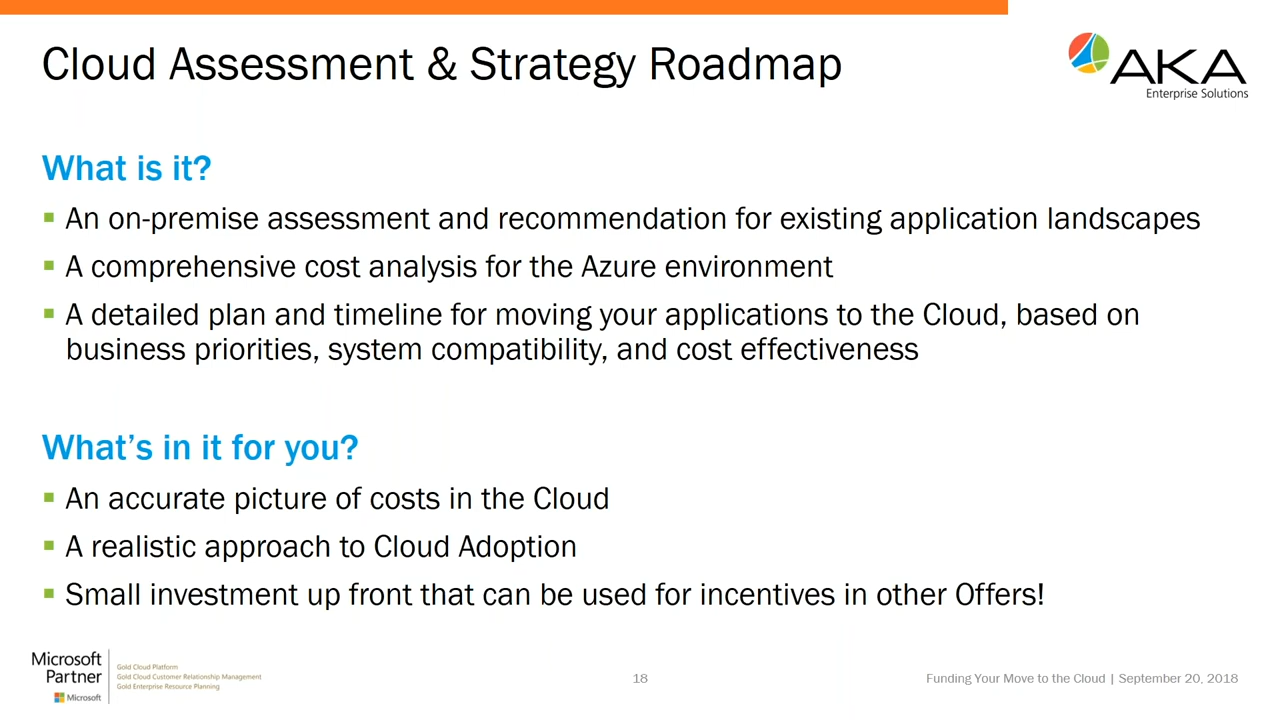 Cloud Assessment & Strategy Roadmap
AKA
Enterprise Solutions
What is it?
An on-premise assessment and recommendation for existing application landscapes
A comprehensive cost analysis for the Azure environment
A detailed plan and timeline for moving your applications to the Cloud, based on
business priorities, system compatibility, and cost effectiveness
What's in it for you?
An accurate picture of costs in the Cloud
A realistic approach to Cloud Adoption
Small investment up front that can be used for incentives in other Offers!
Microsoft
Partner
Microsoft
Gold Cloud Platform
Gold Cloud Customer Relationship Management
Gold Enterprise Resource Planning
18
Funding Your Move to the Cloud | September 20, 2018